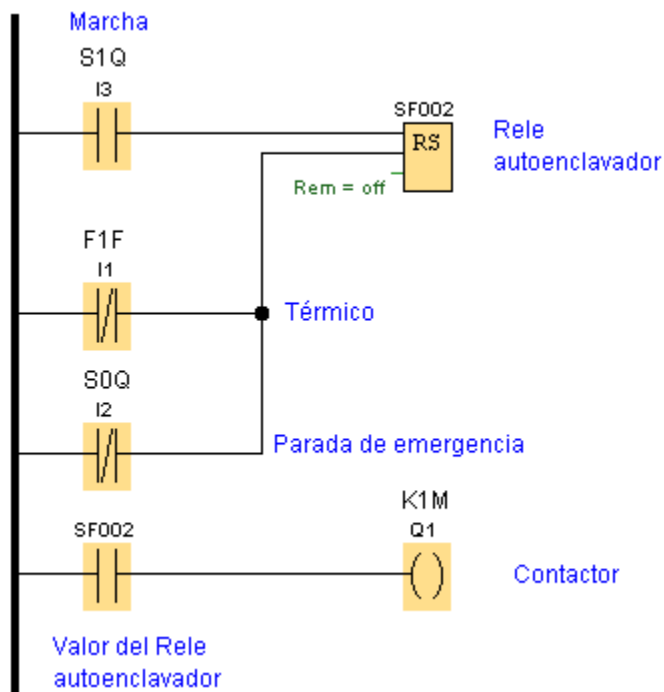 Marcha
S1Q
I3
SF002
RS
Rele
autoenclavador
Rem = off
F1F
I1
Térmico
S0Q
I2
Parada de emergencia
K1M
SF002
Q1
Contactor
Valor del Rele
autoenclavador